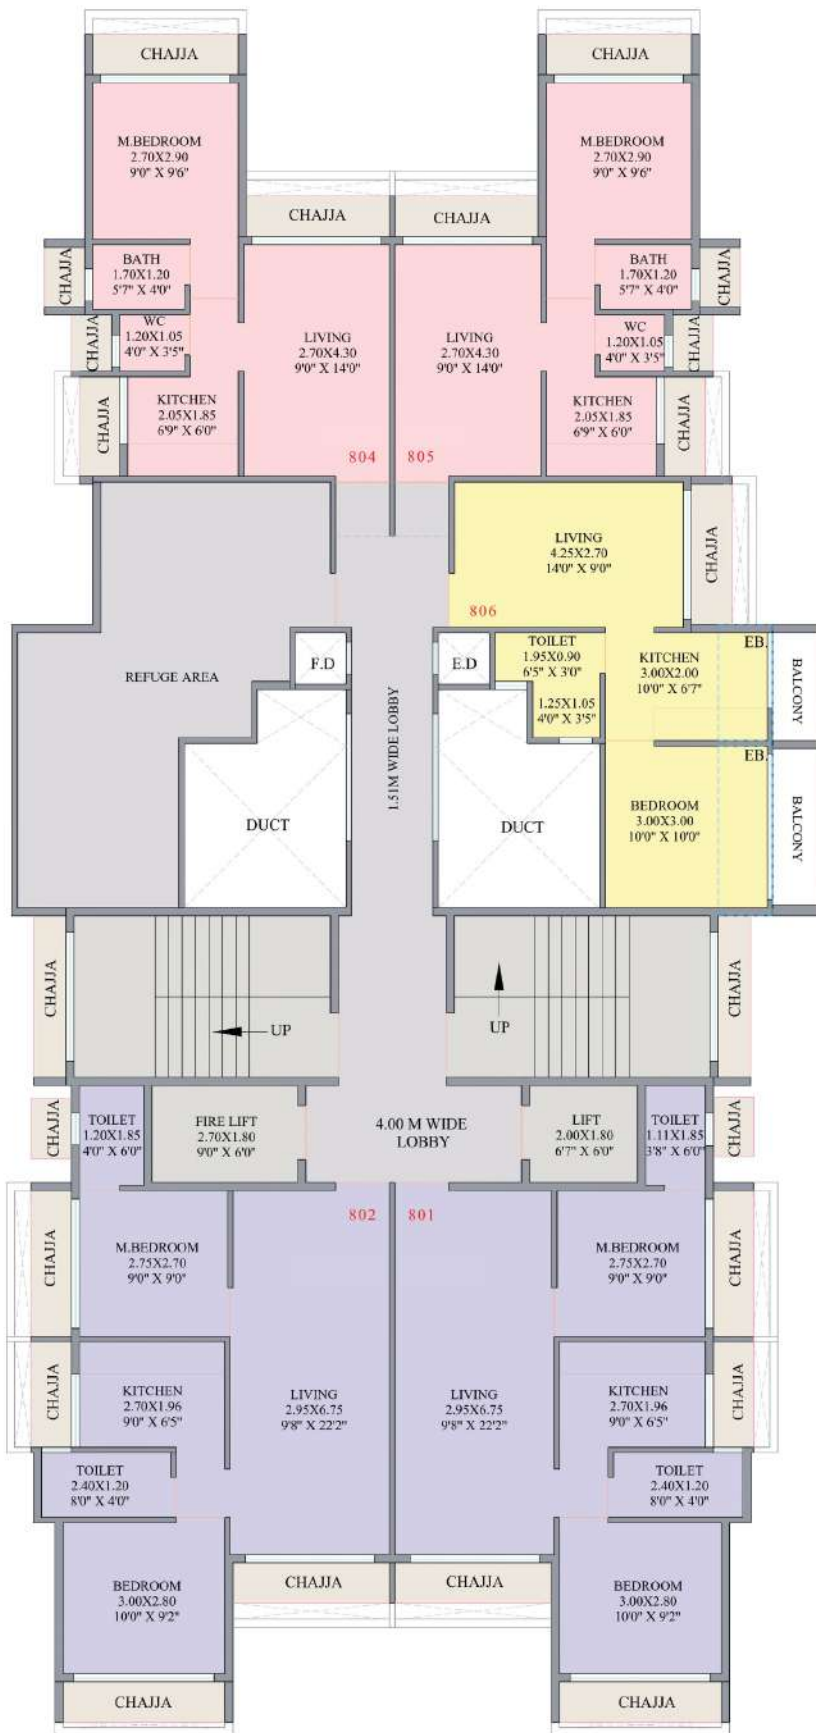 CHAJJA
CHAJJA
M.BEDROOM
2.70X2.90
9'0" X 9'6"
M.BEDROOM
2.70X2.90
9'0" X 9'6"
CHAJJA
CHAJJA
CHAJJA
BATH
1.70X1.20
5'7" X 4'0"
BATH
1.70X1.20
5'7" X 4'0"
CHAJJA
CHAJJA
WC
1.20X1.05
4'0" X 3'5"
LIVING
2.70X4.30
9'0" X 14'0"
LIVING
2.70X4.30
9'0" X 14'0"
WC
1.20X1.05
4'0" X 3'5"
CHAJJA
CHAJJA
KITCHEN
2.05X1.85
6'9" X 6'0"
KITCHEN
2.05X1.85
6'9" X 6'0"
CHAJJA
804
805
LIVING
4.25X2.70
14'0" X 9'0"
CHAJJA
806
REFUGE AREA
F.D
E.D
TOILET
1.95X0.90
6'5" X 3'0"
1.25X1.05
4'0" X 3'5"
KITCHEN
3.00X2.00
10'0" X 6'7"
EB.
BALCONY
1.51M WIDE LOBBY
DUCT
DUCT
BEDROOM
3.00X3.00
10'0" X 10'0"
EB.
BALCONY
CHAJJA
UP
UP
CHAJJA
CHAJJA
TOILET
1.20X1.85
4'0" X 6'0"
FIRE LIFT
2.70X1.80
9'0" X 6'0"
4.00 M WIDE
LOBBY
LIFT
2.00X1.80
6'7" X 6'0"
TOILET
1.11X1.85
3'8" X 6'0"
CHAJJA
802
801
CHAJJA
M.BEDROOM
2.75X2.70
9'0" X 9'0"
M.BEDROOM
2.75X2.70
9'0" X 9'0"
CHAJJA
CHAJJA
KITCHEN
2.70X1.96
9'0" X 6'5"
LIVING
2.95X6.75
9'8" X 22'2"
LIVING
2.95X6.75
9'8" X 22'2"
KITCHEN
2.70X1.96
9'0" X 6'5"
CHAJJA
TOILET
2.40X1.20
8'0" X 4'0"
TOILET
2.40X1.20
8'0" X 4'0"
BEDROOM
3.00X2.80
10'0" X 9'2"
CHAJJA
CHAJJA
BEDROOM
3.00X2.80
10'0" X 9'2"
CHAJJA
CHAJJA